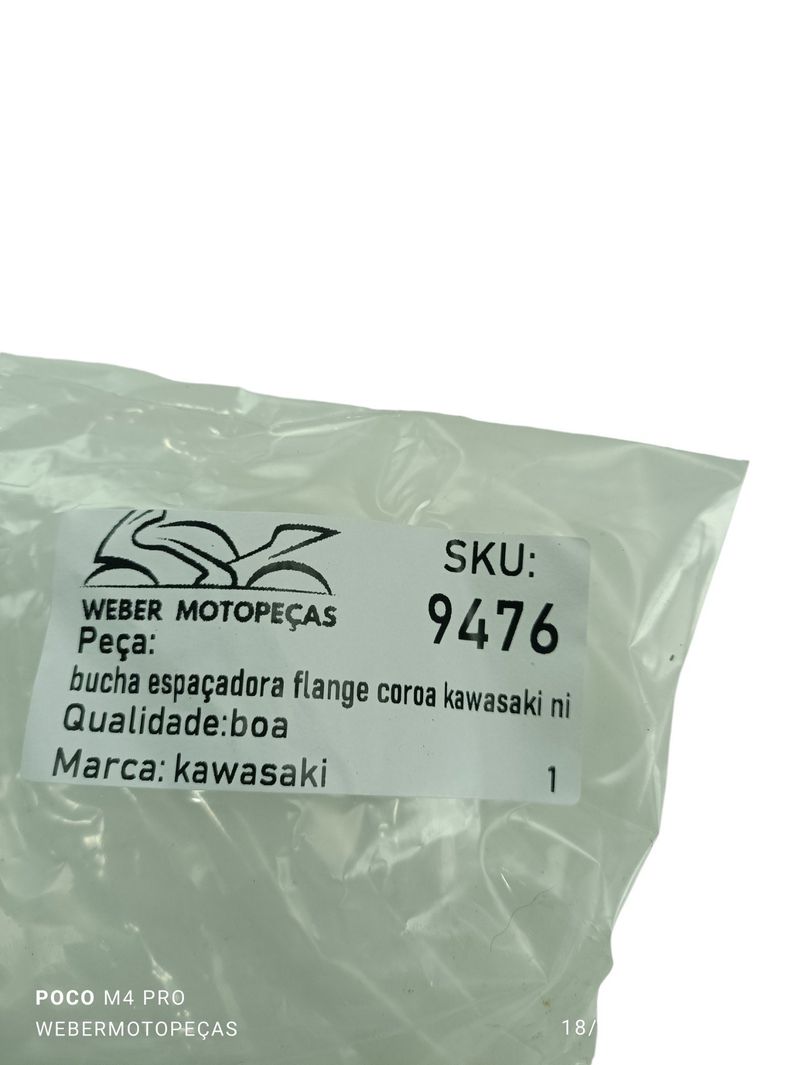 WEBER MOTOPEÇAS
SKU:
9476
Peça:
bucha espaçadora flange coroa kawasaki ni
Qualidade:boa
Marca: kawasaki
1
POCO M4 PRO
WEBERMOTOPEÇAS
18/